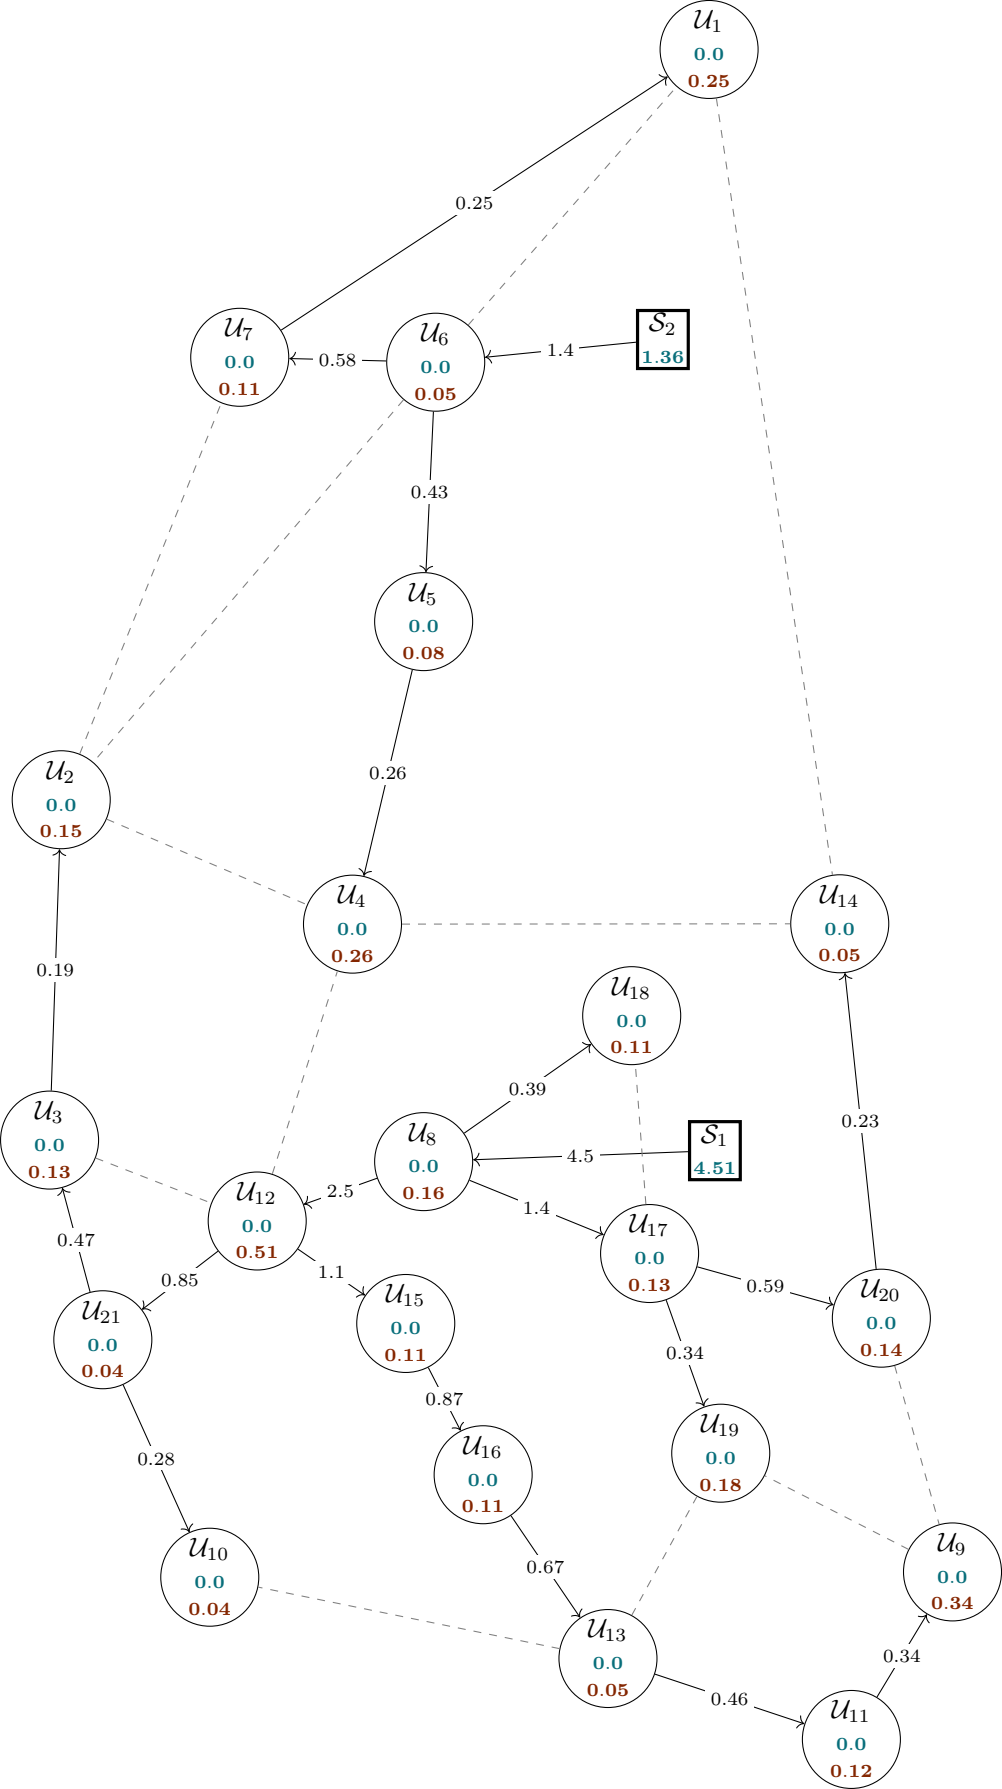 𝒰₁
0.0
0.25
0.25
𝒰₇
0.0
0.11
0.58
𝒰₆
0.0
0.05
1.4
𝒮₂
1.36
0.43
𝒰₅
0.0
0.08
0.26
𝒰₂
0.0
0.15
𝒰₄
0.0
0.26
𝒰₁₄
0.0
0.05
0.19
𝒰₁₈
0.0
0.11
0.39
𝒰₃
0.0
0.13
𝒰₈
0.0
0.16
4.5
𝒮₁
4.51
0.23
𝒰₁₂
0.0
0.51
2.5
1.4
𝒰₁₇
0.0
0.13
0.47
0.85
1.1
0.59
𝒰₂₁
0.0
0.04
𝒰₁₅
0.0
0.11
𝒰₂₀
0.0
0.14
0.34
0.87
0.28
𝒰₁₆
0.0
0.11
𝒰₁₉
0.0
0.18
𝒰₁₀
0.0
0.04
0.67
𝒰₉
0.0
0.34
𝒰₁₃
0.0
0.05
0.46
0.34
𝒰₁₁
0.0
0.12